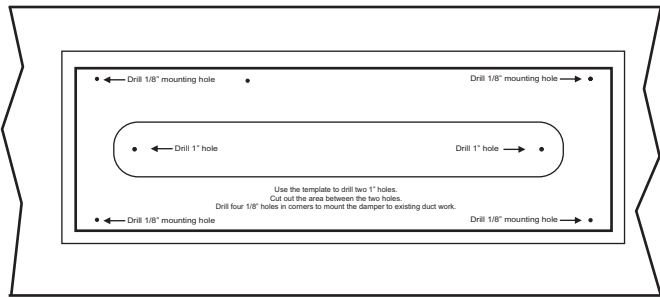 Drill 1/8" mounting hole
Drill 1/8" mounting hole
Drill 1" hole
Drill 1" hole
Use the template to drill two 1" holes.
Cut out the area between the two holes.
Drill four 1/8" holes in corners to mount the damper to existing duct work.
Drill 1/8" mounting hole
Drill 1/8" mounting hole